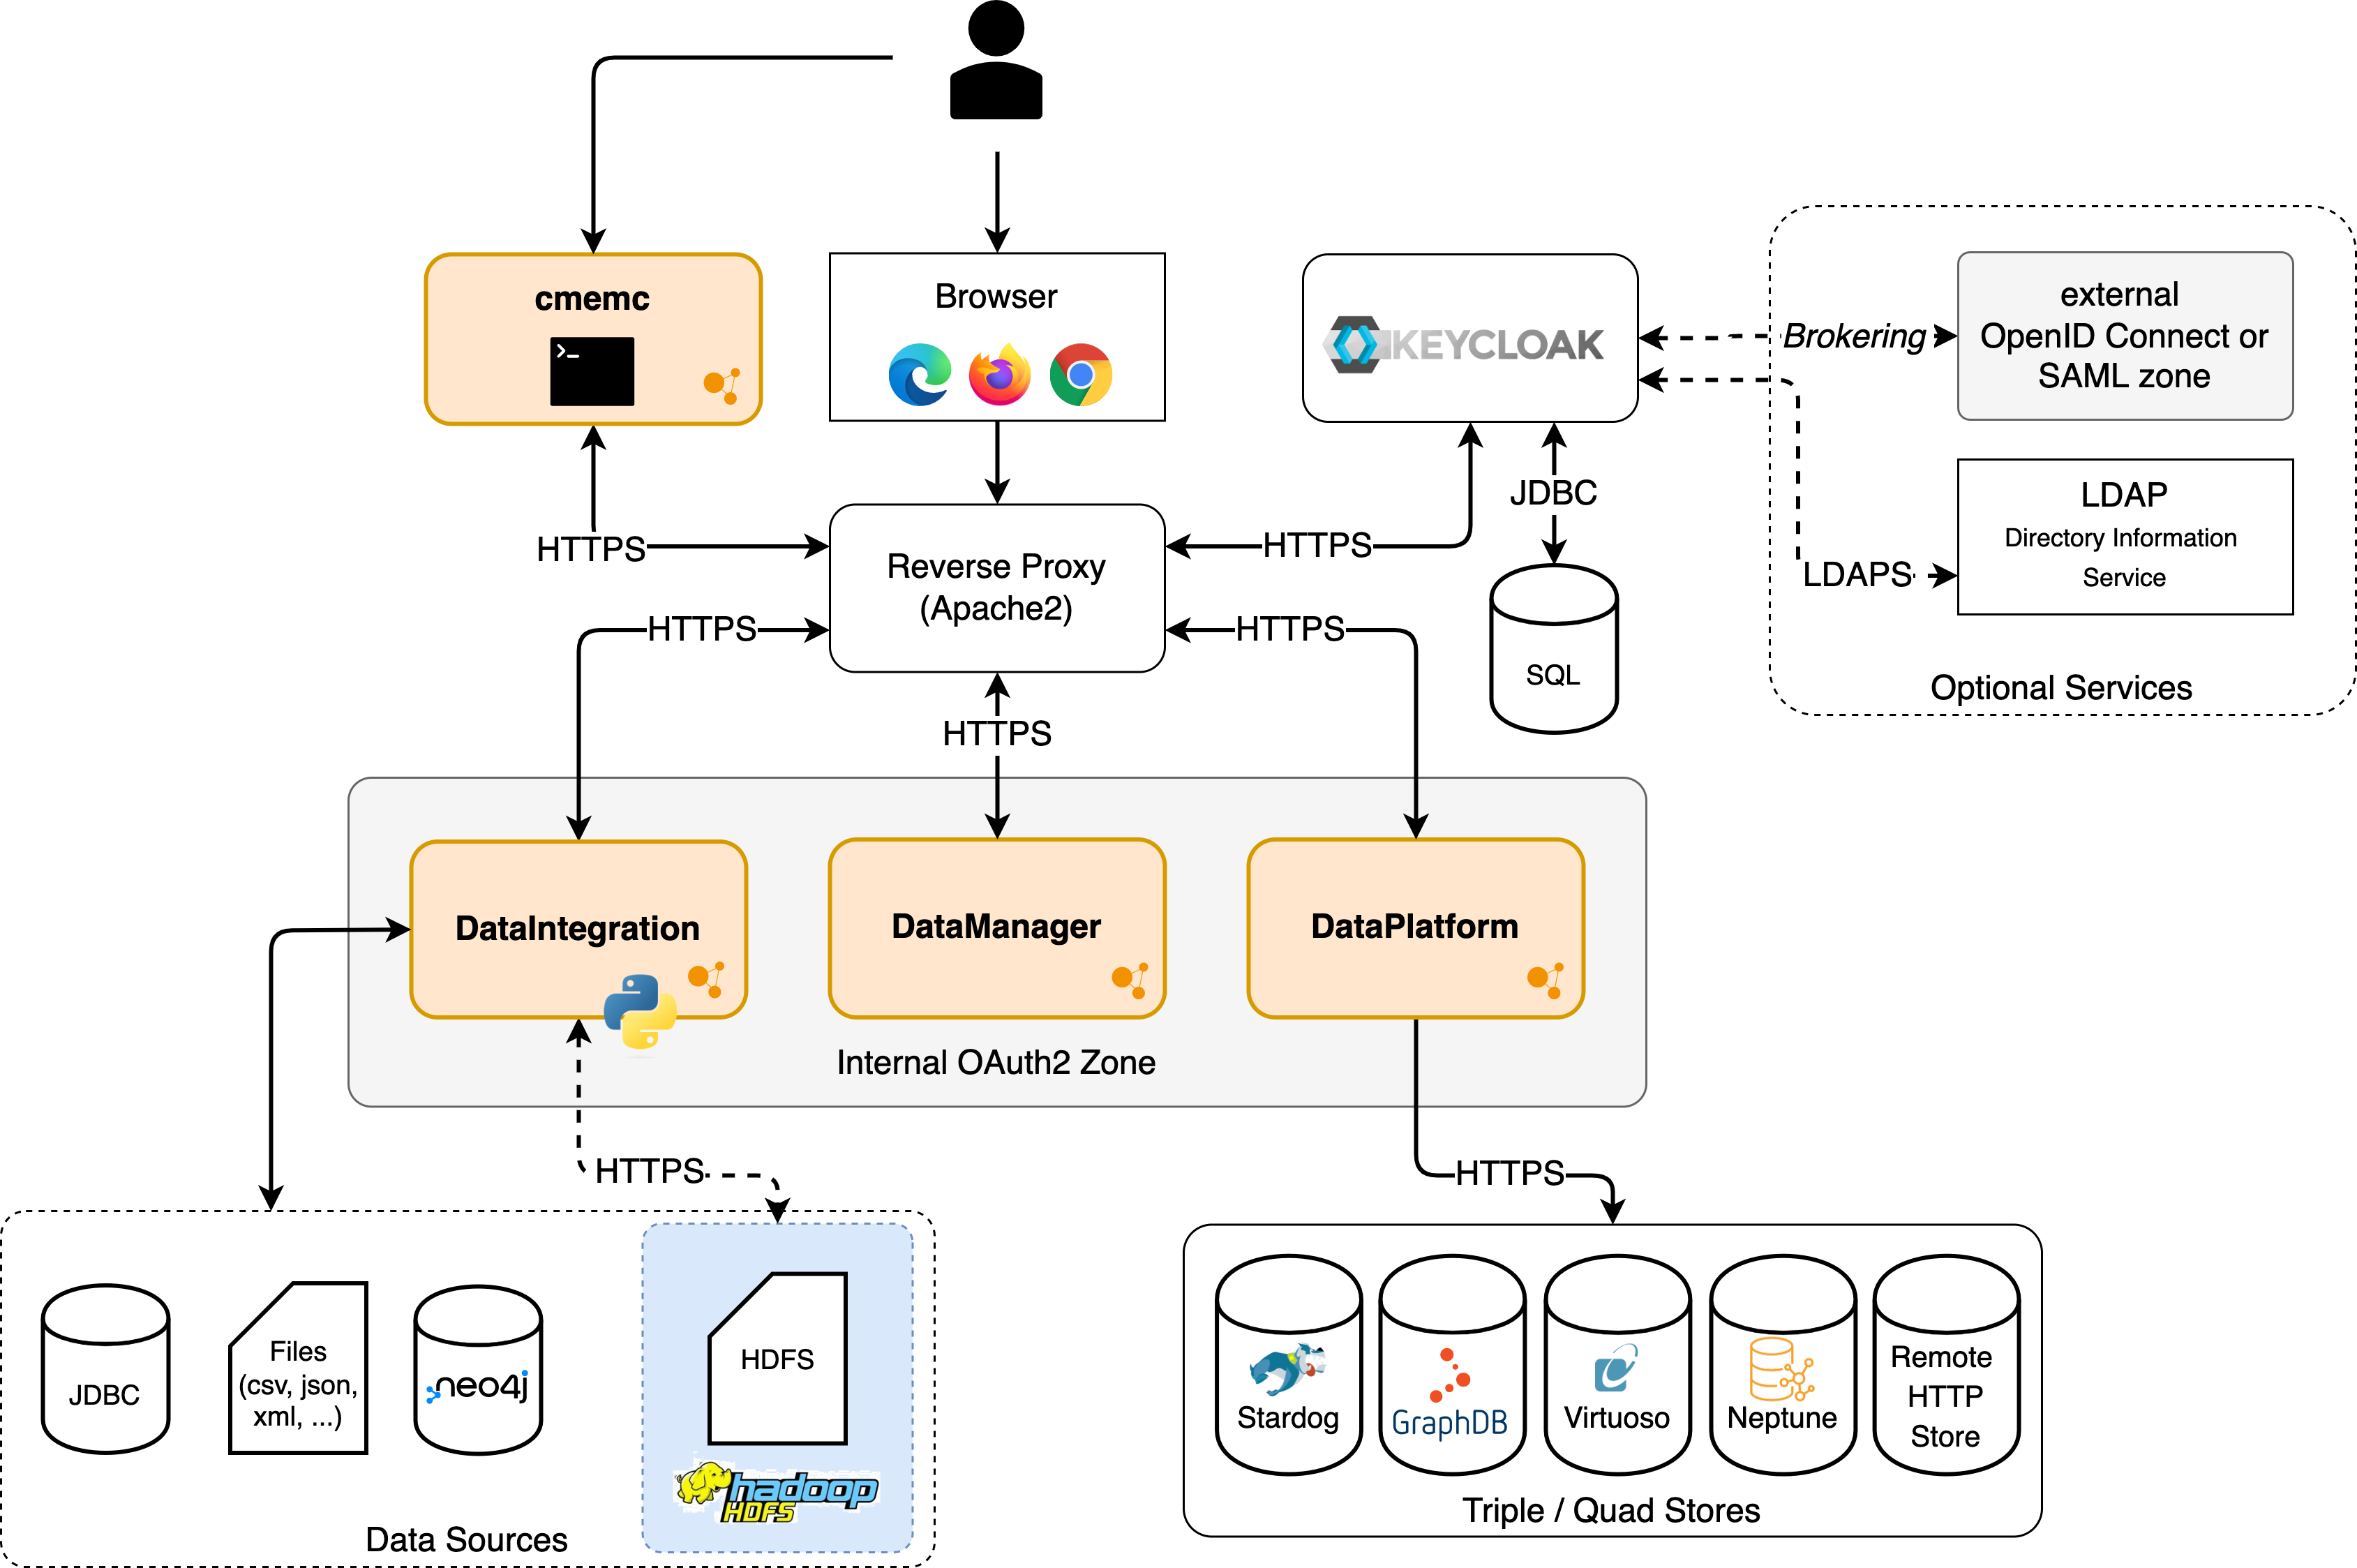 cmemc
>_
Browser
KEYCLOAK
Brokering
external
OpenID Connect or
SAML zone
JDBC
LDAP
Directory Information
Service
HTTPS
HTTPS
LDAPS
Reverse Proxy
(Apache2)
HTTPS
HTTPS
SQL
Optional Services
HTTPS
DataIntegration
DataManager
DataPlatform
Internal OAuth2 Zone
HTTPS
HTTPS
JDBC
Files
(csv, json,
xml, ...)
neo4j
HDFS
hadoop
HDFS
Data Sources
Stardog
GraphDB
Virtuoso
Neptune
Remote
HTTP
Store
Triple / Quad Stores